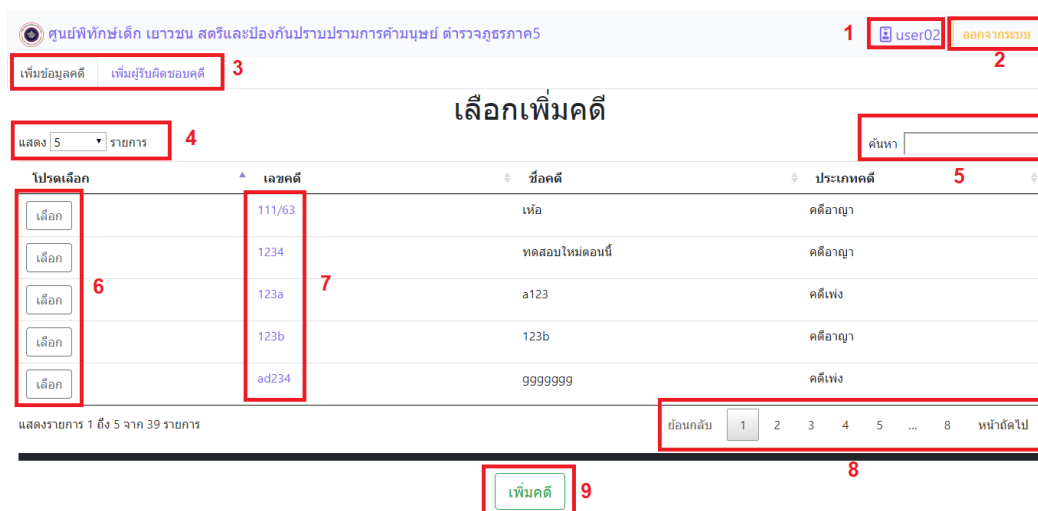 ศูนย์พิทักษ์เด็ก เยาวชน สตรีและป้องกันปราบปรามการค้ามนุษย์ ตำรวจภูธรภาค5 1 user02 ออกจากระบบ
2
เพิ่มข้อมูลคดี เพิ่มผู้รับผิดชอบคดี 3
เลือกเพิ่มคดี
แสดง 5 รายการ 4 ค้นหา
โปรดเลือก เลขคดี ชื่อคดี ประเภทคดี 5
เลือก 111/63 เห้อ คดีอาญา
เลือก 1234 ทดสอบใหม่ตอนนี้ คดีอาญา
6 7
เลือก 123a a123 คดีเพ่ง
เลือก 123b 123b คดีอาญา
เลือก ad234 ggggggg คดีเพ่ง
แสดงรายการ 1 ถึง 5 จาก 39 รายการ ย้อนกลับ 1 2 3 4 5 ... 8 หน้าถัดไป
8
เพิ่มคดี 9